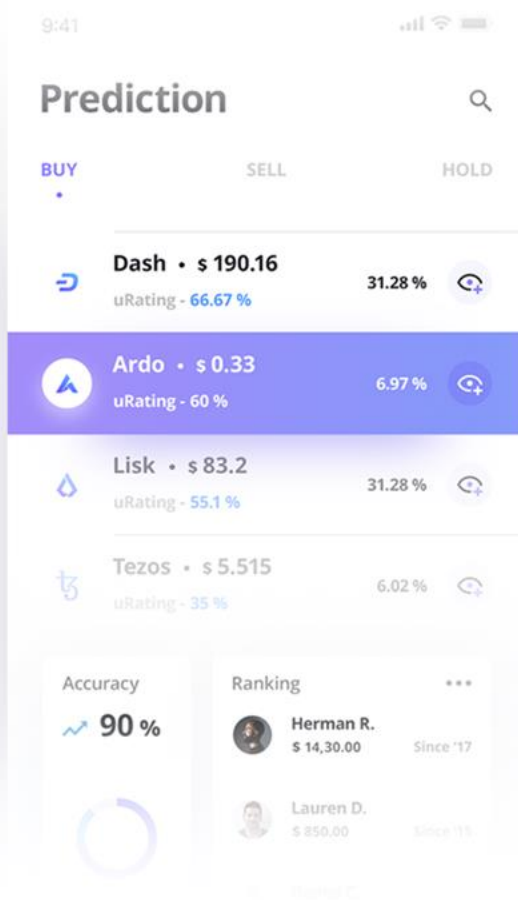 9:41
Prediction
BUY SELL HOLD
Dash • $ 190.16
31.28 %
uRating - 66.67 %
Ardo • $ 0.33
6.97 %
uRating - 60 %
Lisk • $ 83.2
31.28 %
uRating - 55.1 %
Tezos • $ 5.515
6.02 %
uRating - 35 %
Accuracy
90 %
Ranking
Herman R.
$ 14,30.00 Since '17
Lauren D.
$ 850.00 Since '15